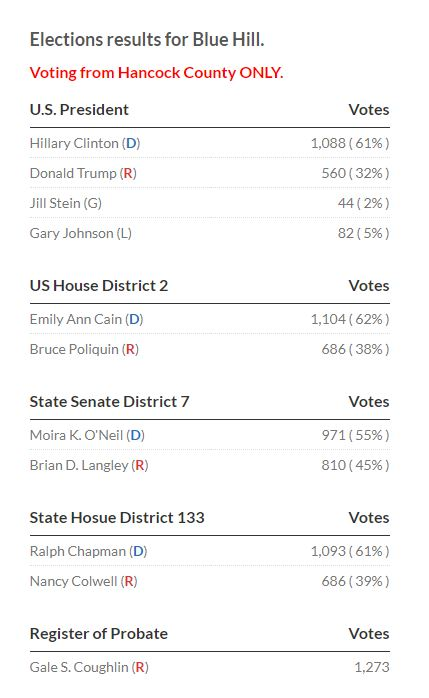 Elections results for Blue Hill.
Voting from Hancock County ONLY.
U.S. President Votes
Hillary Clinton (D) 1,088 ( 61% )
Donald Trump (R) 560 ( 32% )
Jill Stein (G) 44 ( 2% )
Gary Johnson (L) 82 ( 5% )
US House District 2 Votes
Emily Ann Cain (D) 1,104 ( 62% )
Bruce Poliquin (R) 686 ( 38% )
State Senate District 7 Votes
Moira K. O'Neil (D) 971 ( 55% )
Brian D. Langley (R) 810 ( 45% )
State Hosue District 133 Votes
Ralph Chapman (D) 1,093 ( 61% )
Nancy Colwell (R) 686 ( 39% )
Register of Probate Votes
Gale S. Coughlin (R) 1,273